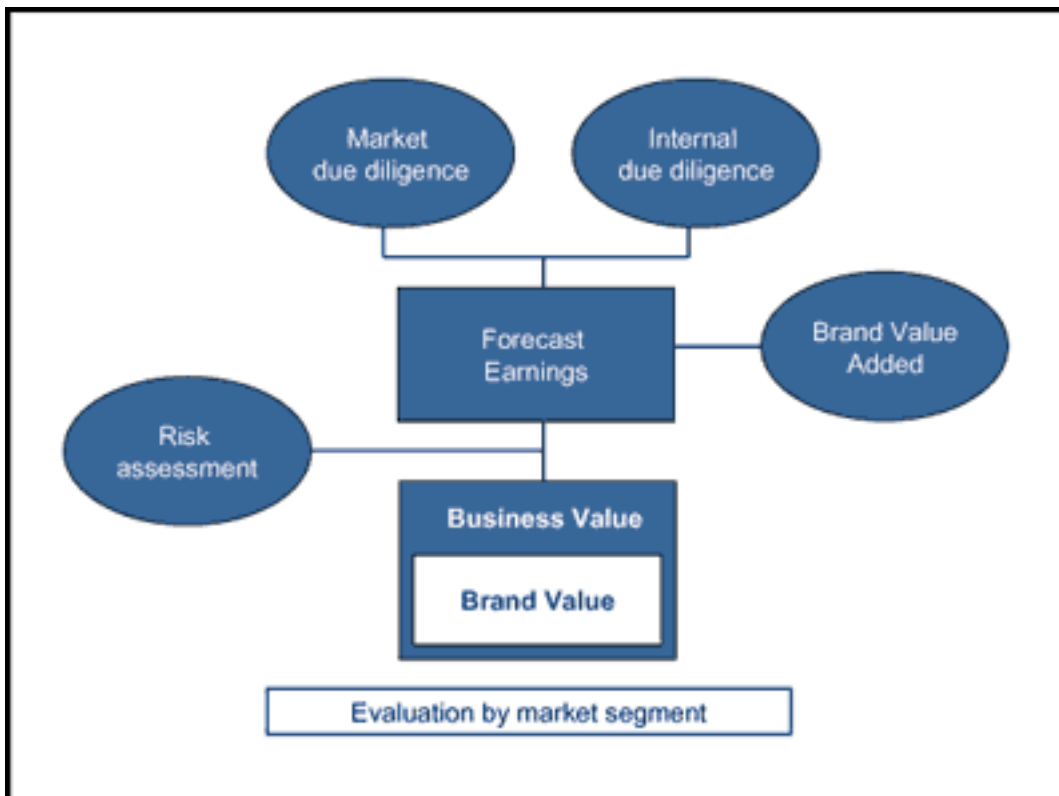 Market
due diligence
Internal
due diligence
Forecast
Earnings
Brand Value
Added
Risk
assessment
Business Value
Brand Value
Evaluation by market segment